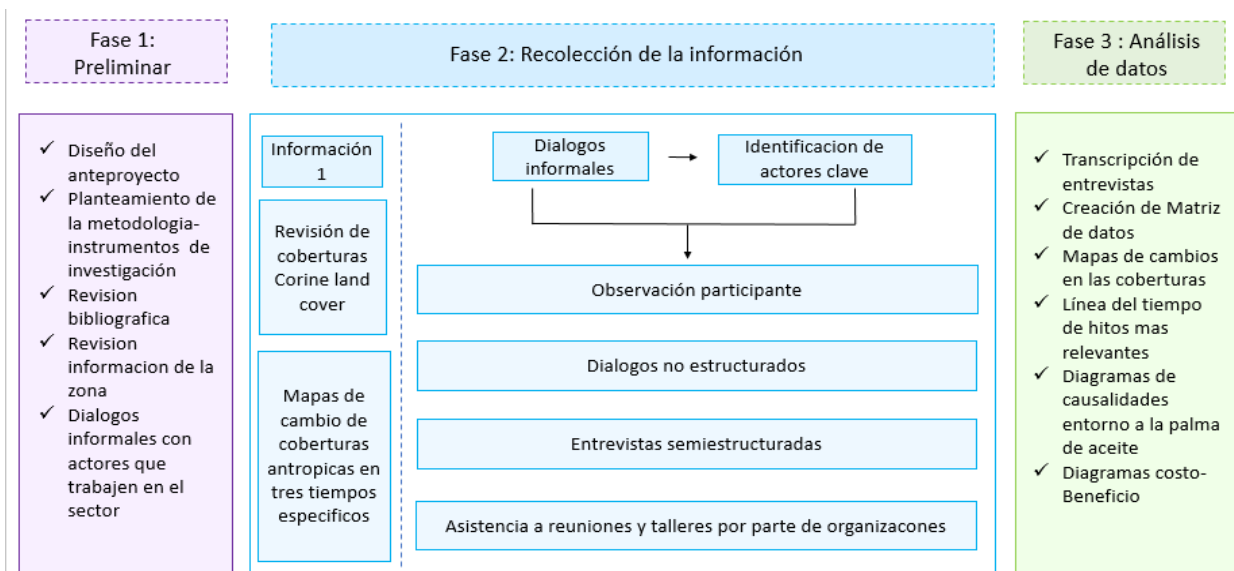 Fase 1:
Preliminar
Fase 2: Recolección de la información
Fase 3 : Análisis
de datos
✓ Diseño del
anteproyecto
✓ Planteamiento de
la metodologia-
instrumentos de
investigación
✓ Revision
bibliografica
✓ Revision
informacion de la
zona
✓ Dialogos
informales con
actores que
trabajen en el
sector
Información
1
Revisión de
coberturas
Corine land
cover
Mapas de
cambio de
coberturas
antropicas en
tres tiempos
especificos
Dialogos
informales
Identificacion de
actores clave
Observación participante
Dialogos no estructurados
Entrevistas semiestructuradas
Asistencia a reuniones y talleres por parte de organizacones
✓ Transcripción de
entrevistas
✓ Creación de Matriz
de datos
✓ Mapas de cambios
en las coberturas
✓ Línea del tiempo
de hitos mas
relevantes
✓ Diagramas de
causalidades
entorno a la palma
de aceite
✓ Diagramas costo-
Beneficio